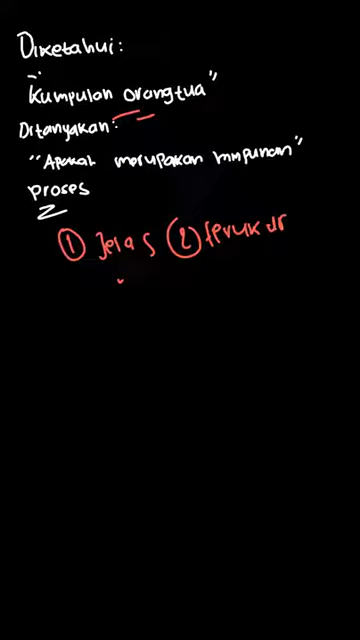 Diketahui:
"Kumpulan orangtua"
Ditanyakan:
"Apakah merupakan himpunan"
proses
① Jelas ② terukur